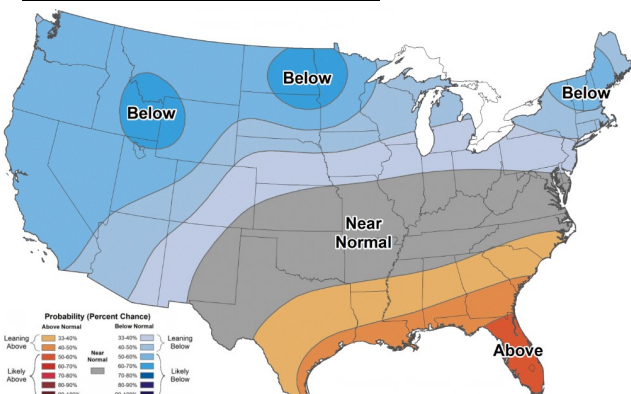 Below
Below
Below
Near
Normal
Above
Probability (Percent Chance)
Above Normal
Below Normal
Leaning
Above
Likely
Above
33-40%
40-50%
50-60%
60-70%
70-80%
80-90%
Near
Normal
33-40%
40-50%
50-60%
60-70%
70-80%
80-90%
Leaning
Below
Likely
Below